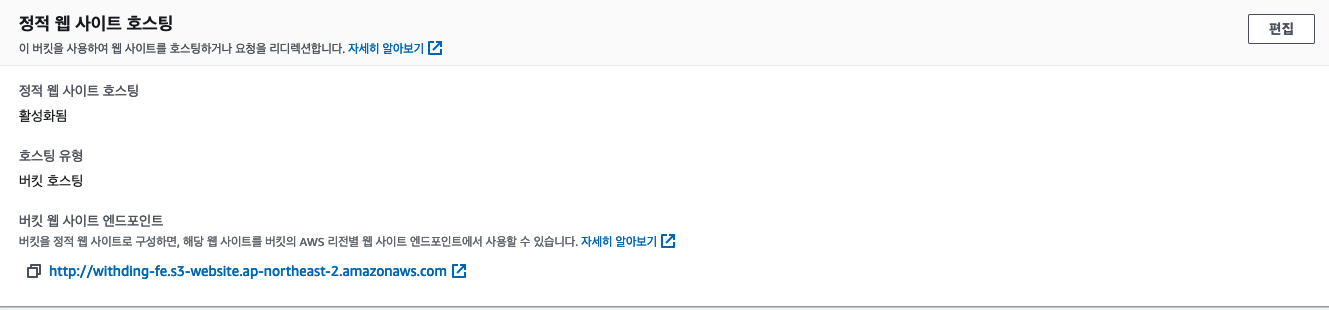 정적 웹 사이트 호스팅
편집
이 버킷을 사용하여 웹 사이트를 호스팅하거나 요청을 리디렉션합니다. 자세히 알아보기
정적 웹 사이트 호스팅
활성화됨
호스팅 유형
버킷 호스팅
버킷 웹 사이트 엔드포인트
버킷을 정적 웹 사이트로 구성하면, 해당 웹 사이트를 버킷의 AWS 리전별 웹 사이트 엔드포인트에서 사용할 수 있습니다. 자세히 알아보기
http://withding-fe.s3-website.ap-northeast-2.amazonaws.com